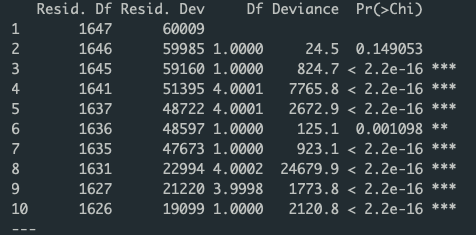 Resid. Df Resid. Dev Df Deviance Pr(>Chi)
1 1647 60009
2 1646 59985 1.0000 24.5 0.149053
3 1645 59160 1.0000 824.7 < 2.2e-16 ***
4 1641 51395 4.0001 7765.8 < 2.2e-16 ***
5 1637 48722 4.0001 2672.9 < 2.2e-16 ***
6 1636 48597 1.0000 125.1 0.001098 **
7 1635 47673 1.0000 923.1 < 2.2e-16 ***
8 1631 22994 4.0002 24679.9 < 2.2e-16 ***
9 1627 21220 3.9998 1773.8 < 2.2e-16 ***
10 1626 19099 1.0000 2120.8 < 2.2e-16 ***
---